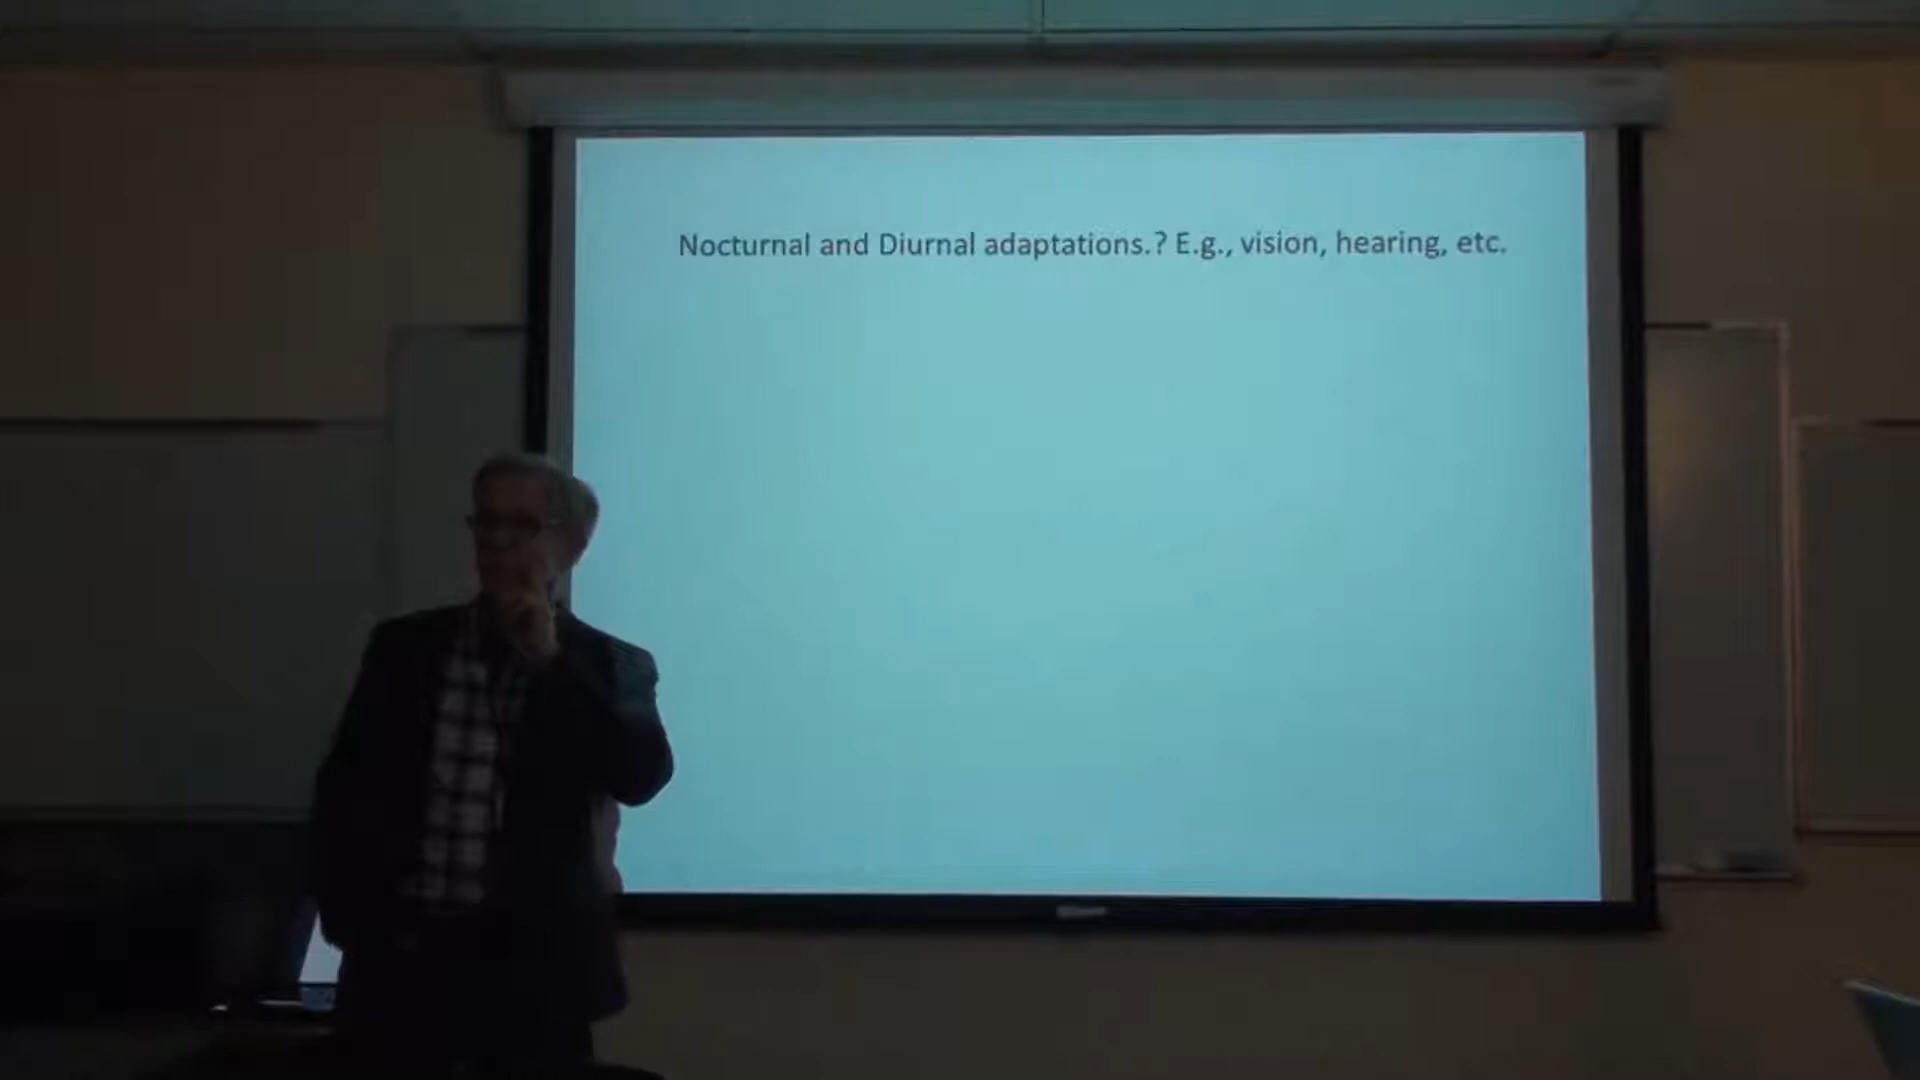 Nocturnal and Diurnal adaptations.? E.g., vision, hearing, etc.